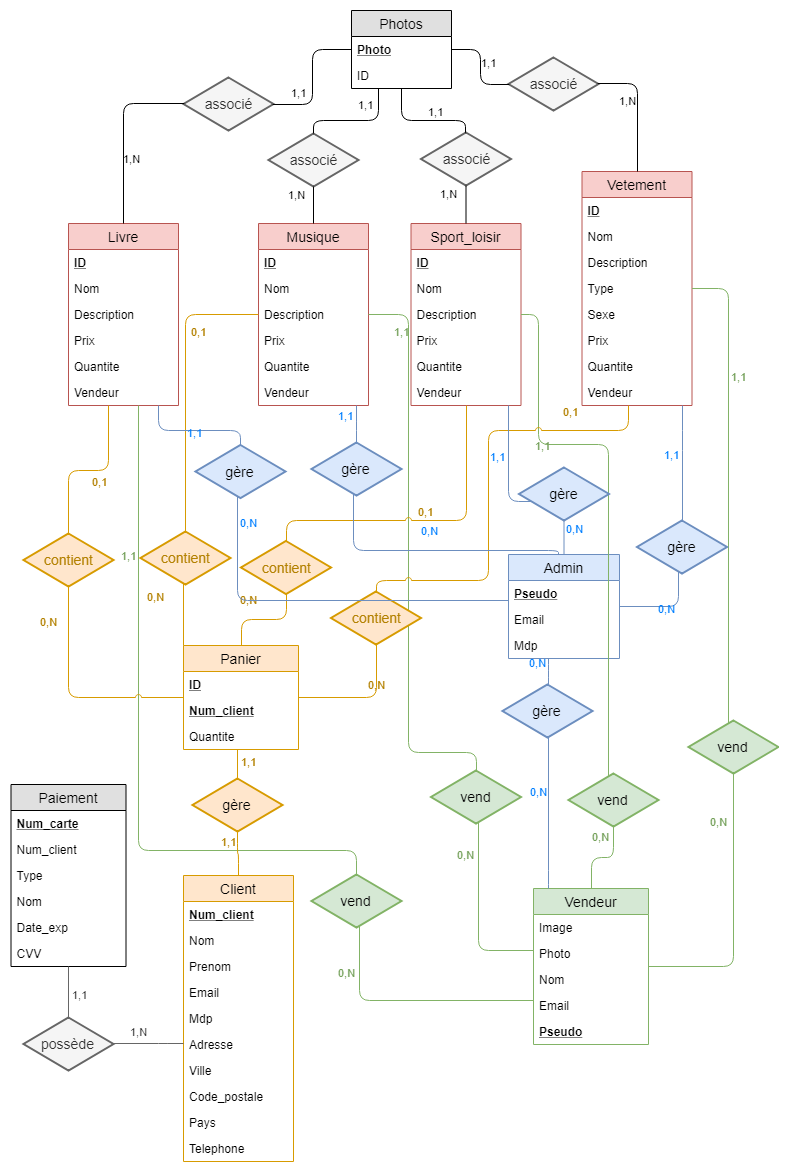 Photos
Photo
ID
1,1
1,1
1,1
1,1
associé
associé
associé
associé
1,N
1,N
1,N
1,N
Livre
ID
Nom
Description
Prix
Quantite
Vendeur
Musique
ID
Nom
Description
Prix
Quantite
Vendeur
Sport_loisir
ID
Nom
Description
Prix
Quantite
Vendeur
Vetement
ID
Nom
Description
Type
Sexe
Prix
Quantite
Vendeur
0,1
1,1
1,1
1,1
0,1
1,1
1,1
1,1
1,1
gère
gère
gère
gère
0,1
0,1
0,N
0,N
0,N
0,N
contient
contient
contient
contient
1,1
0,N
0,N
0,N
0,N
Admin
Pseudo
Email
Mdp
0,N
gère
0,N
Panier
ID
Num_client
Quantite
1,1
gère
1,1
vend
vend
vend
vend
0,N
0,N
0,N
0,N
Paiement
Num_carte
Num_client
Type
Nom
Date_exp
CVV
1,1
possède
1,N
Client
Num_client
Nom
Prenom
Email
Mdp
Adresse
Ville
Code_postale
Pays
Telephone
Vendeur
Image
Photo
Nom
Email
Pseudo